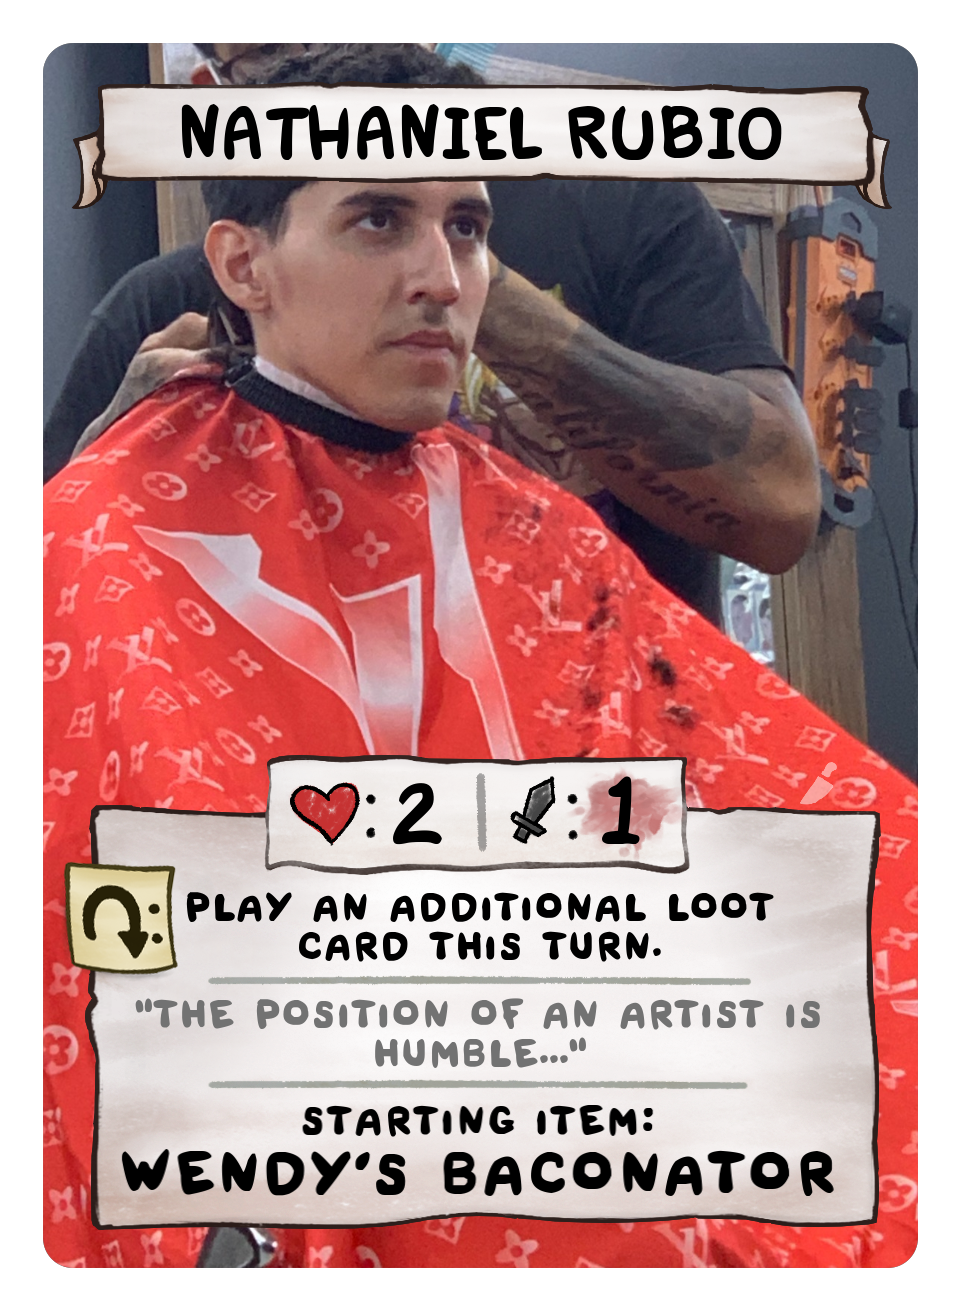 NATHANIEL RUBIO
California
:2 | :1
: PLAY AN ADDITIONAL LOOT
CARD THIS TURN.
"THE POSITION OF AN ARTIST IS
HUMBLE..."
STARTING ITEM:
WENDY'S BACONATOR